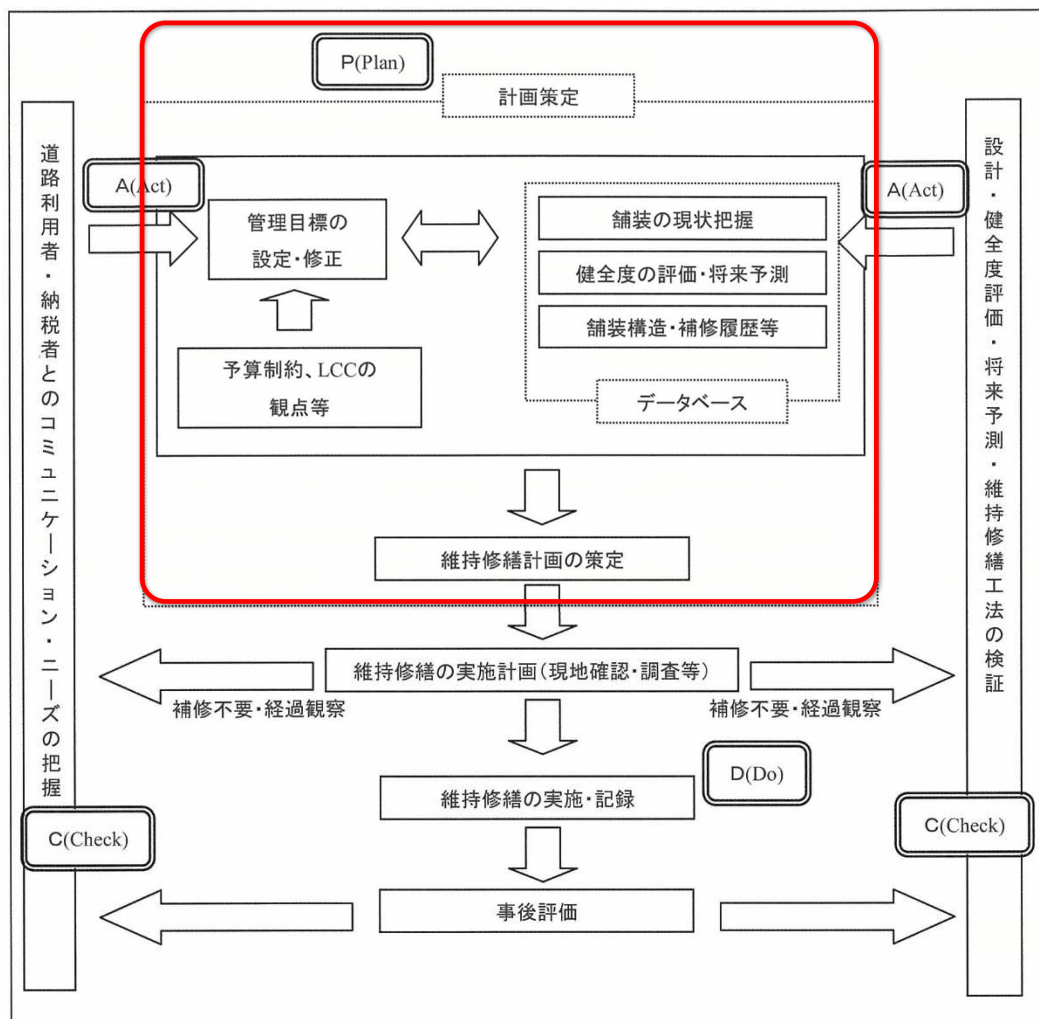 P(Plan)
計画策定
道路利用者・納税者とのコミュニケーション・ニーズの把握
A(Act)
管理目標の
設定・修正
予算制約、LCCの
観点等
舗装の現状把握
健全度の評価・将来予測
舗装構造・補修履歴等
データベース
A(Act)
設計・健全度評価・将来予測・維持修繕工法の検証
維持修繕計画の策定
維持修繕の実施計画(現地確認・調査等)
補修不要・経過観察
補修不要・経過観察
D(Do)
維持修繕の実施・記録
C(Check)
C(Check)
事後評価